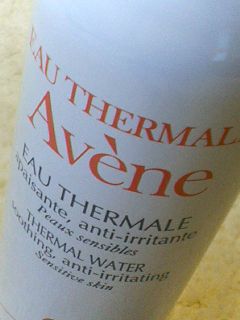 EAU THERMALE
Avène
EAU THERMALE
apaisante, anti-irritante
Peaux sensibles
THERMAL WATER
soothing, anti-irritating
Sensitive skin